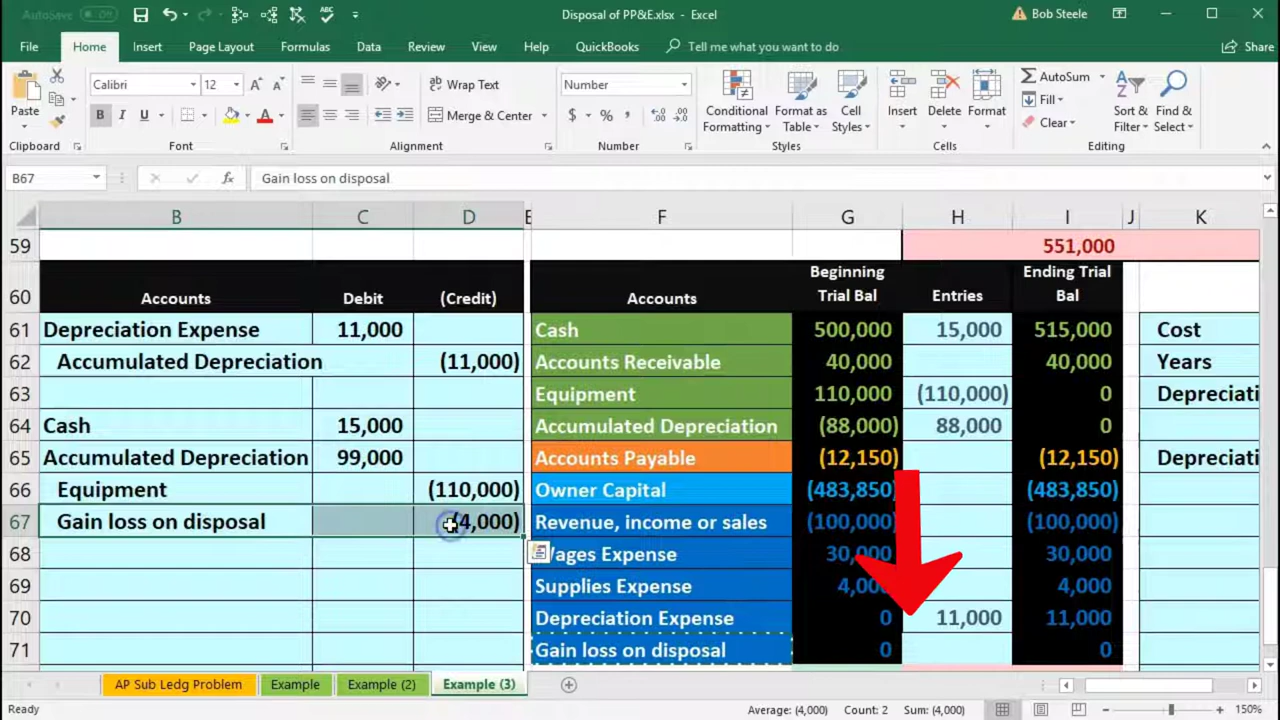 AutoSave Off Disposal of PP&E.xlsx - Excel Bob Steele
File Home Insert Page Layout Formulas Data Review View Help QuickBooks Tell me what you want to do Share
Calibri 12 Wrap Text Number AutoSum
Paste B I U Merge & Center $ % , Conditional Formatting Format as Table Cell Styles Insert Delete Format Fill Clear Sort & Filter Find & Select
Clipboard Font Alignment Number Styles Cells Editing
B67 fx Gain loss on disposal
B C D E F G H I J K
59 551,000
60 Accounts Debit (Credit) Accounts Beginning Trial Bal Entries Ending Trial Bal
61 Depreciation Expense 11,000 Cash 500,000 15,000 515,000 Cost
62 Accumulated Depreciation (11,000) Accounts Receivable 40,000 40,000 Years
63 Equipment 110,000 (110,000) 0 Depreciati
64 Cash 15,000 Accumulated Depreciation (88,000) 88,000 0
65 Accumulated Depreciation 99,000 Accounts Payable (12,150) (12,150) Depreciati
66 Equipment (110,000) Owner Capital (483,850) (483,850)
67 Gain loss on disposal (4,000) Revenue, income or sales (100,000) (100,000)
68 ages Expense 30,000 30,000
69 Supplies Expense 4,000 4,000
70 Depreciation Expense 0 11,000 11,000
71 Gain loss on disposal 0 0
AP Sub Ledg Problem Example Example (2) Example (3)
Ready Average: (4,000) Count: 2 Sum: (4,000) 150%